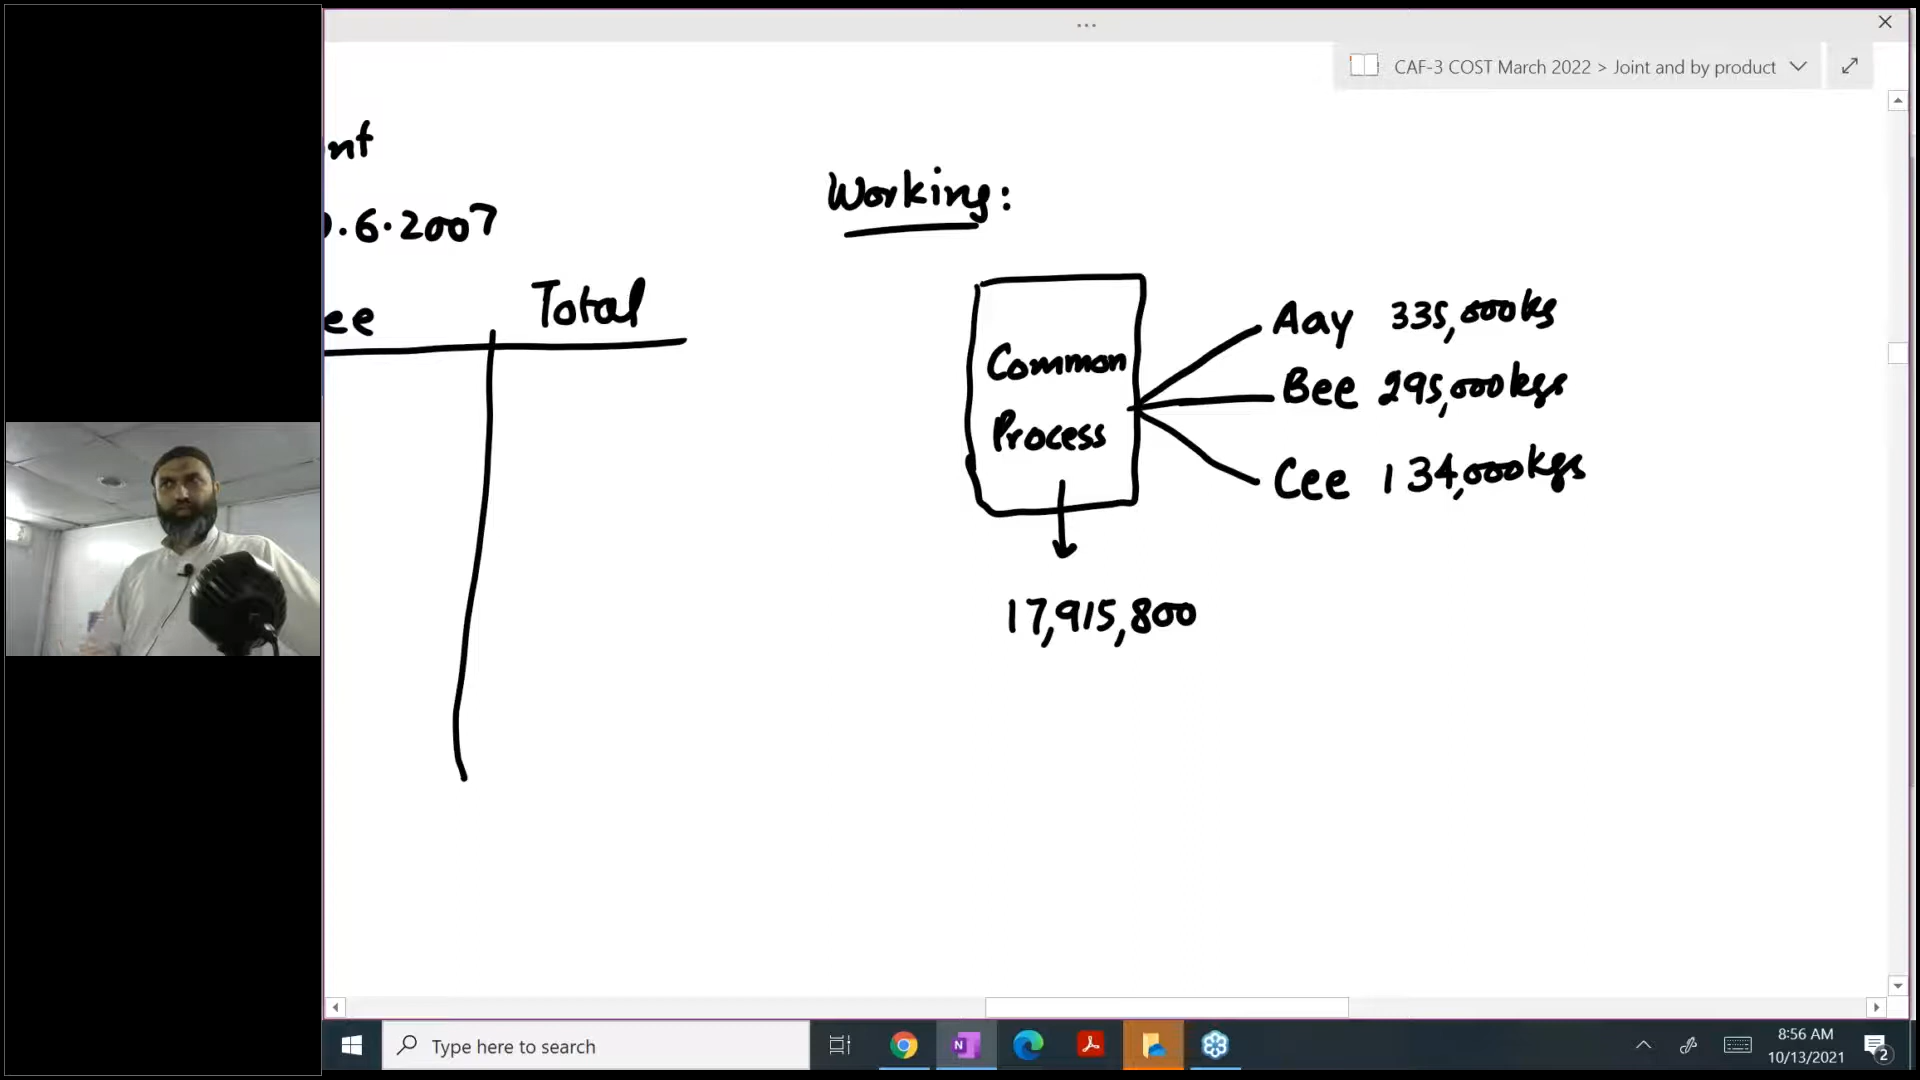 CAF-3 COST March 2022 > Joint and by product
nt
.6.2007
ee Total
Working:
Common
Process
Aay 335,000kgs
Bee 295,000kgs
Cee 134,000kgs
17,915,800
Type here to search
8:56 AM
10/13/2021
2